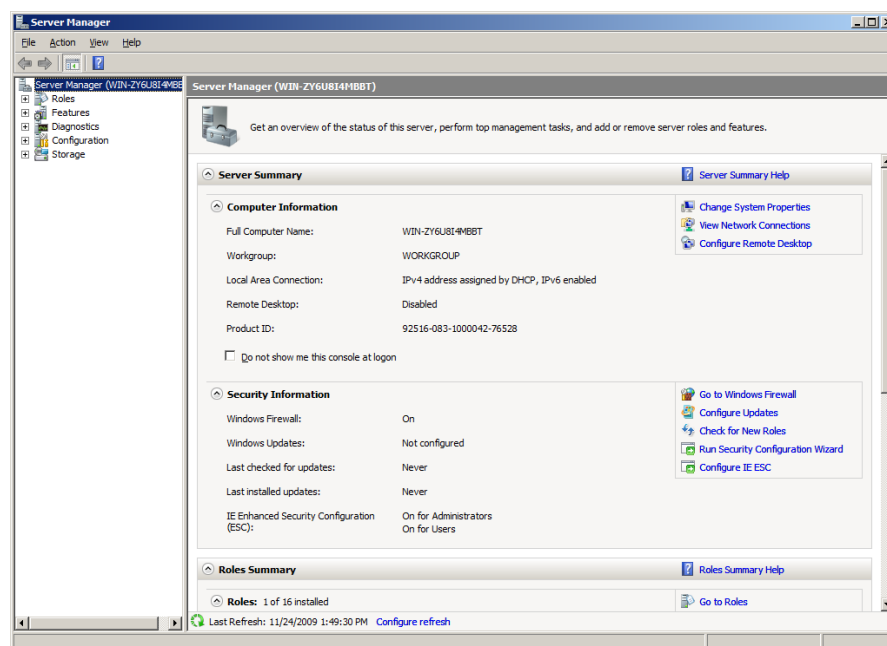 Server Manager
File Action View Help
Server Manager (WIN-ZY6U8I4MBB
Roles
Features
Diagnostics
Configuration
Storage
Server Manager (WIN-ZY6U8I4MBBT)
Get an overview of the status of this server, perform top management tasks, and add or remove server roles and features.
Server Summary
Server Summary Help
Computer Information
Full Computer Name: WIN-ZY6U8I4MBBT
Workgroup: WORKGROUP
Local Area Connection: IPv4 address assigned by DHCP, IPv6 enabled
Remote Desktop: Disabled
Product ID: 92516-083-1000042-76528
Do not show me this console at logon
Change System Properties
View Network Connections
Configure Remote Desktop
Security Information
Windows Firewall: On
Windows Updates: Not configured
Last checked for updates: Never
Last installed updates: Never
IE Enhanced Security Configuration On for Administrators
(ESC): On for Users
Go to Windows Firewall
Configure Updates
Check for New Roles
Run Security Configuration Wizard
Configure IE ESC
Roles Summary
Roles Summary Help
Roles: 1 of 16 installed
Go to Roles
Last Refresh: 11/24/2009 1:49:30 PM Configure refresh